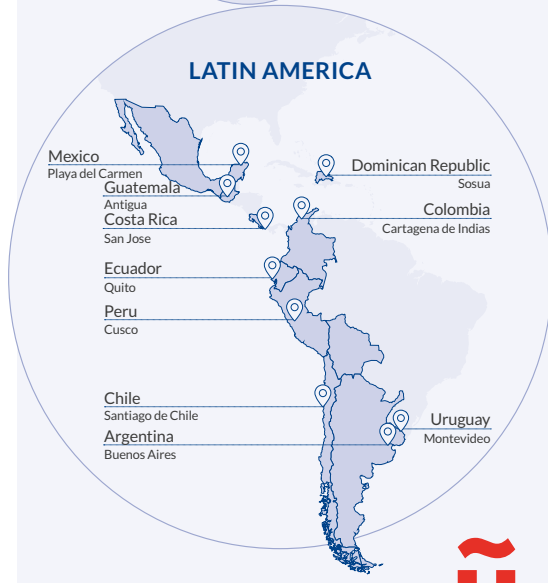 LATIN AMERICA
Mexico
Playa del Carmen
Guatemala
Antigua
Costa Rica
San Jose
Ecuador
Quito
Peru
Cusco
Chile
Santiago de Chile
Argentina
Buenos Aires
Dominican Republic
Sosua
Colombia
Cartagena de Indias
Uruguay
Montevideo